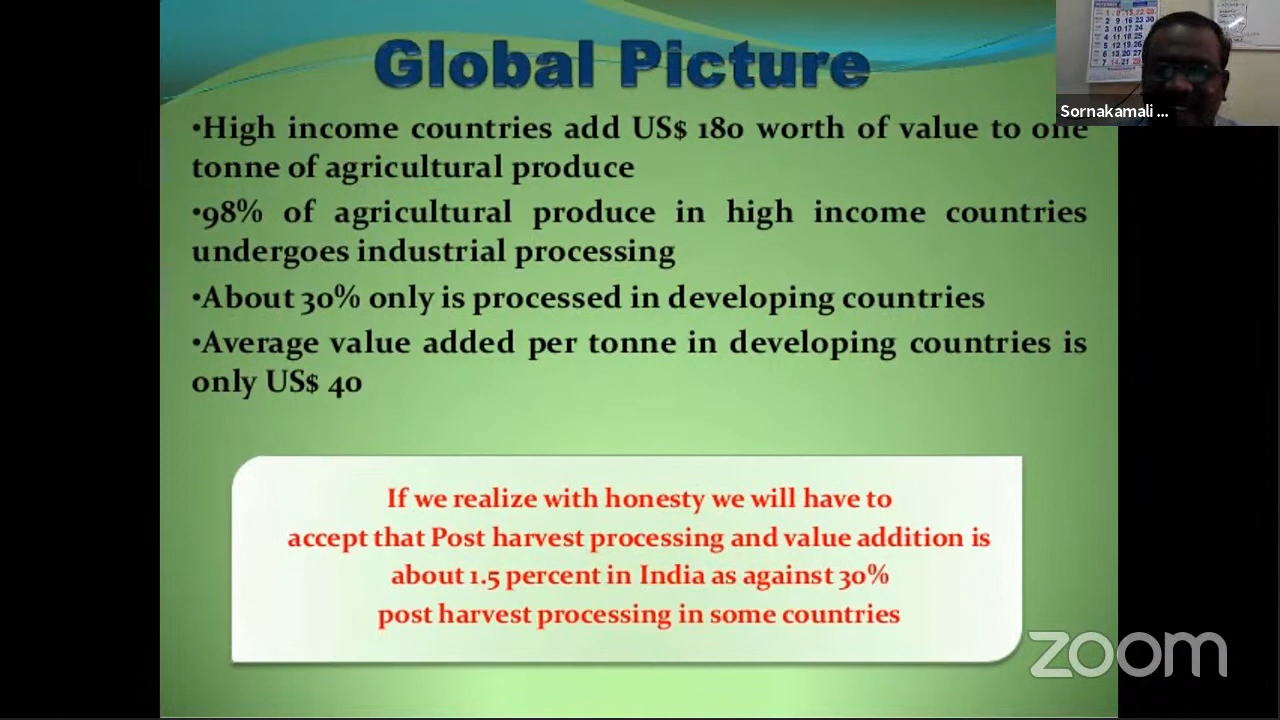 Global Picture
•High income countries add US$ 180 worth of value to one
tonne of agricultural produce
•98% of agricultural produce in high income countries
undergoes industrial processing
•About 30% only is processed in developing countries
•Average value added per tonne in developing countries is
only US$ 40
If we realize with honesty we will have to
accept that Post harvest processing and value addition is
about 1.5 percent in India as against 30%
post harvest processing in some countries
Sornakamali ...
zoom